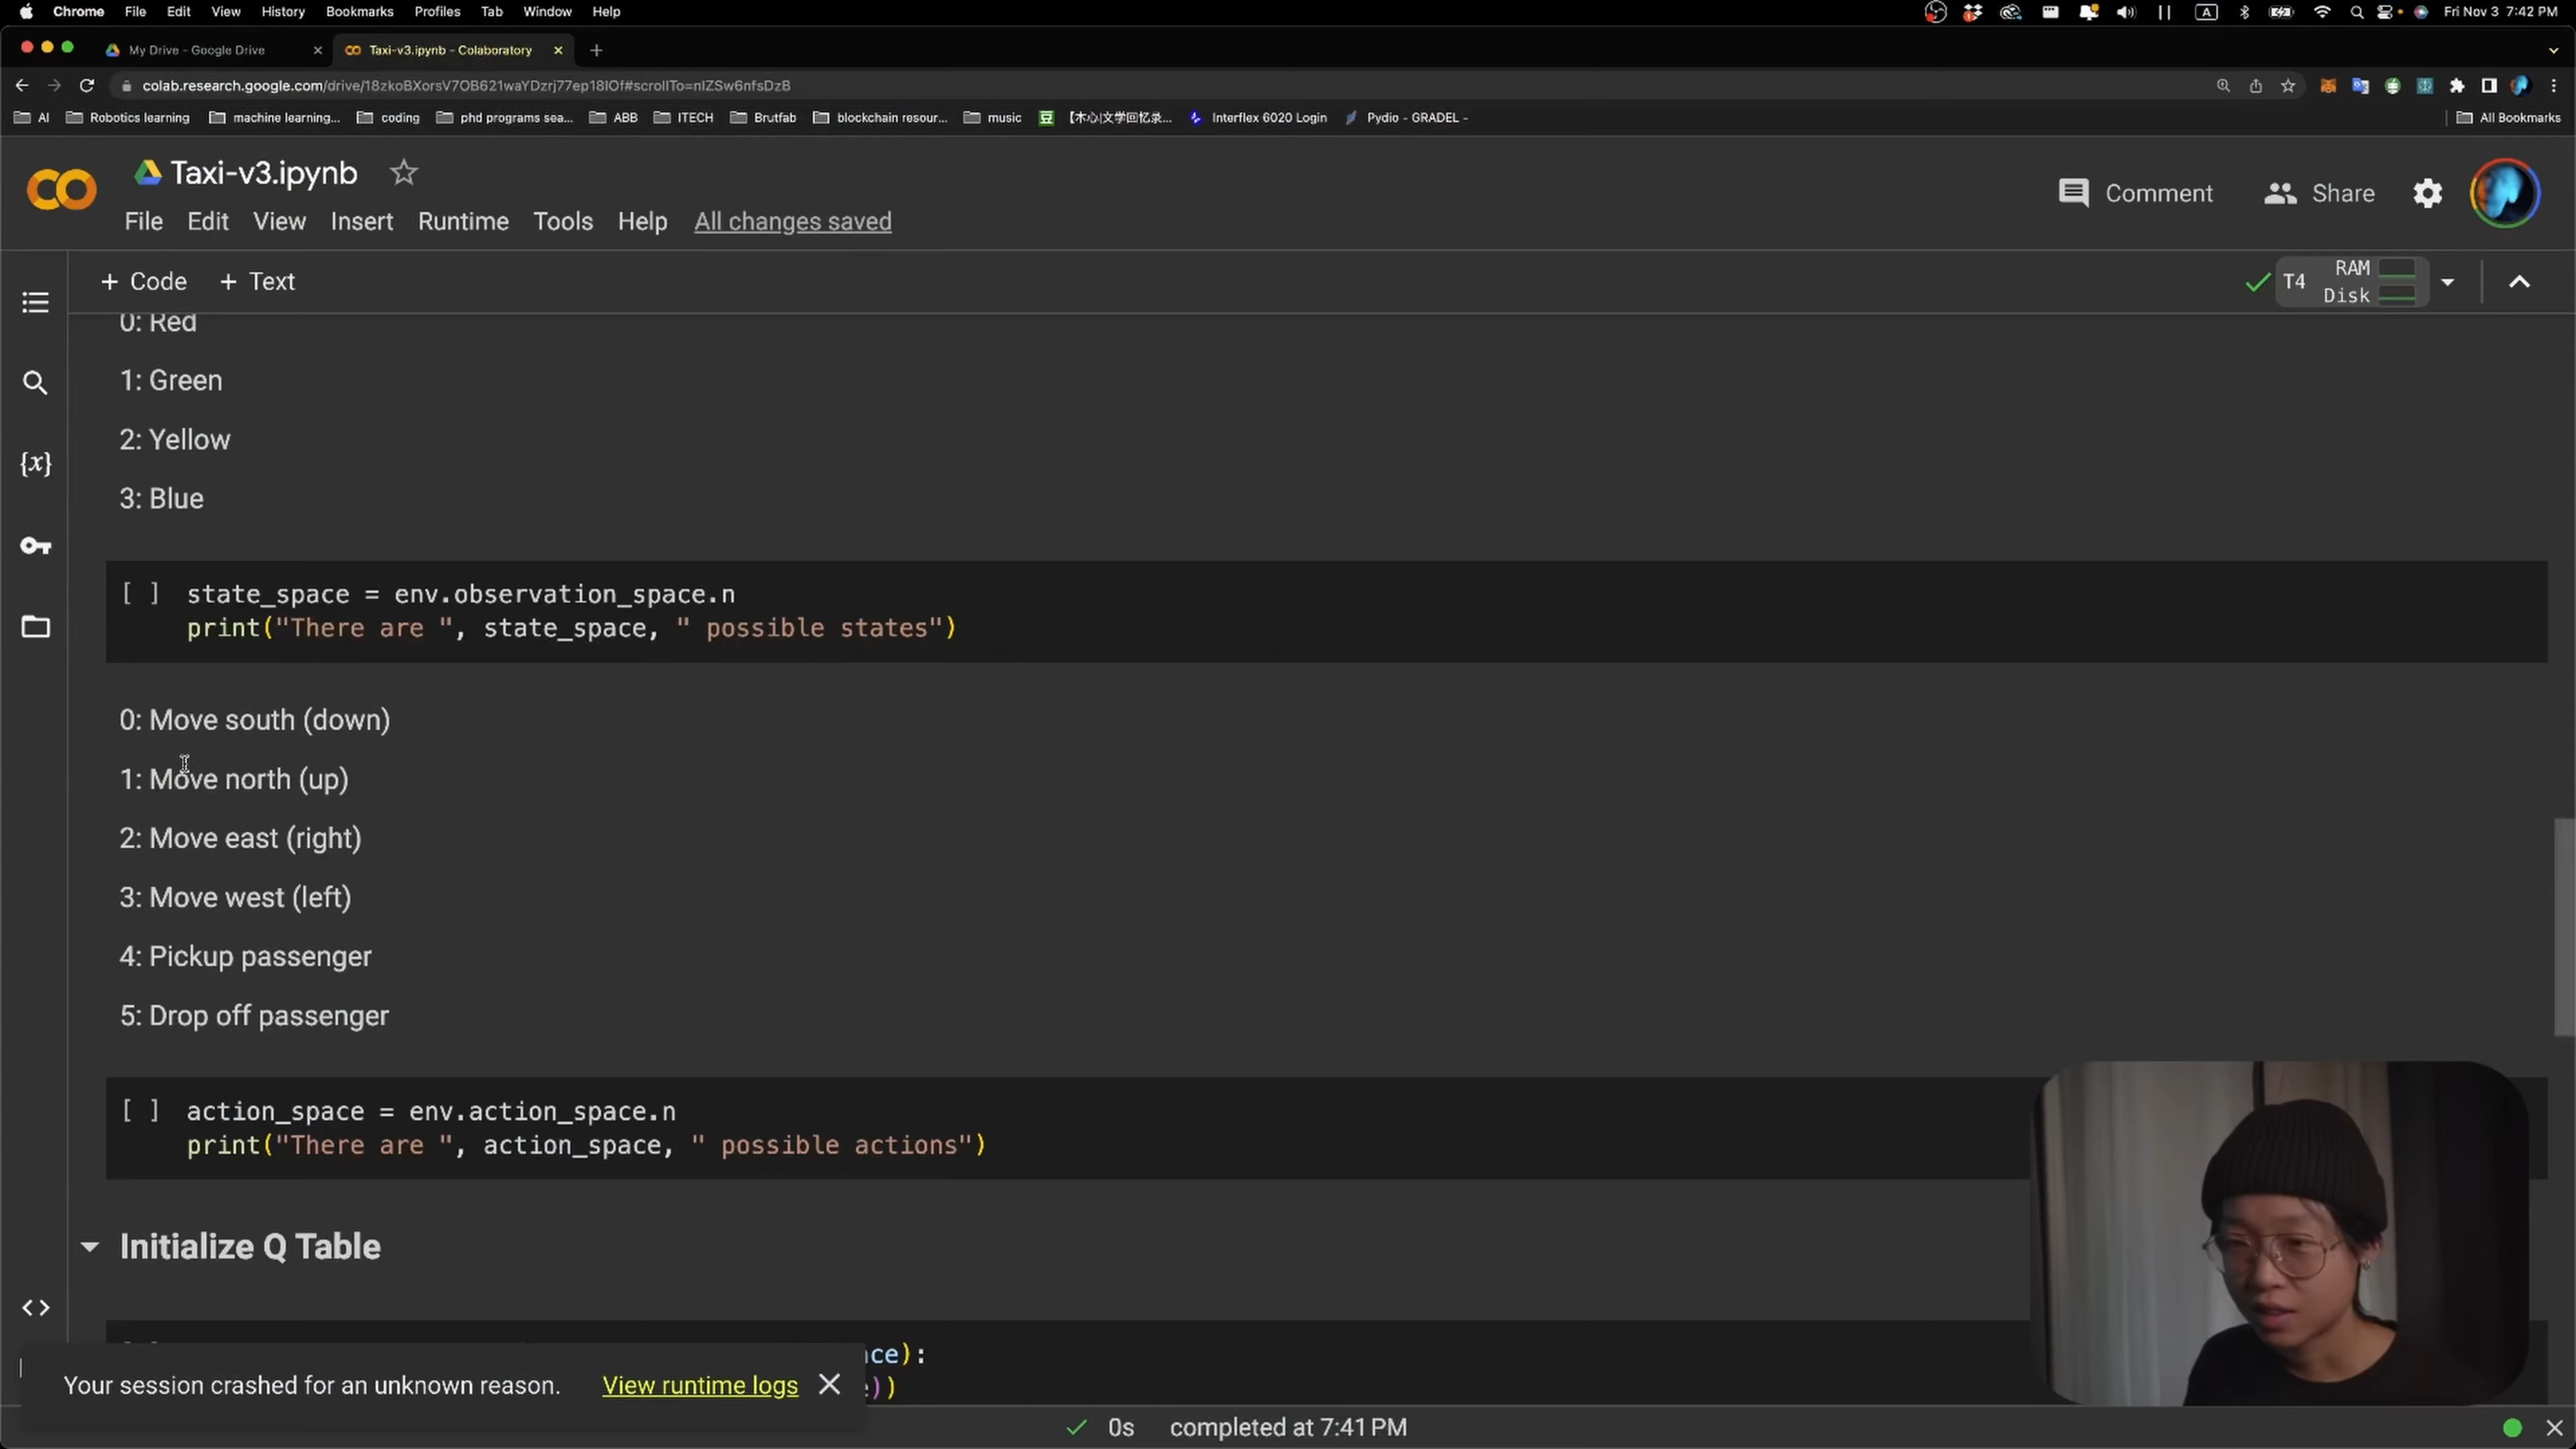 Chrome File Edit View History Bookmarks Profiles Tab Window Help
A
Fri Nov 3 7:42 PM
My Drive - Google Drive
Taxi-v3.ipynb - Colaboratory
colab.research.google.com/drive/18zkoBXorsV7OB621waYDzrj77ep18IOf#scrollTo=nIZSw6nfsDzB
AI Robotics learning machine learning... coding phd programs sea... ABB ITECH Brutfab blockchain resour... music 豆 【木心|文学回忆录... Interflex 6020 Login Pydio - GRADEL - All Bookmarks
CO
Taxi-v3.ipynb
File Edit View Insert Runtime Tools Help All changes saved
Comment Share
+ Code + Text
T4 RAM
Disk
{x}
0: Red
1: Green
2: Yellow
3: Blue
[ ] state_space = env.observation_space.n
print("There are ", state_space, " possible states")
0: Move south (down)
1: Move north (up)
2: Move east (right)
3: Move west (left)
4: Pickup passenger
5: Drop off passenger
[ ] action_space = env.action_space.n
print("There are ", action_space, " possible actions")
Initialize Q Table
ce):
))
Your session crashed for an unknown reason. View runtime logs
0s completed at 7:41 PM